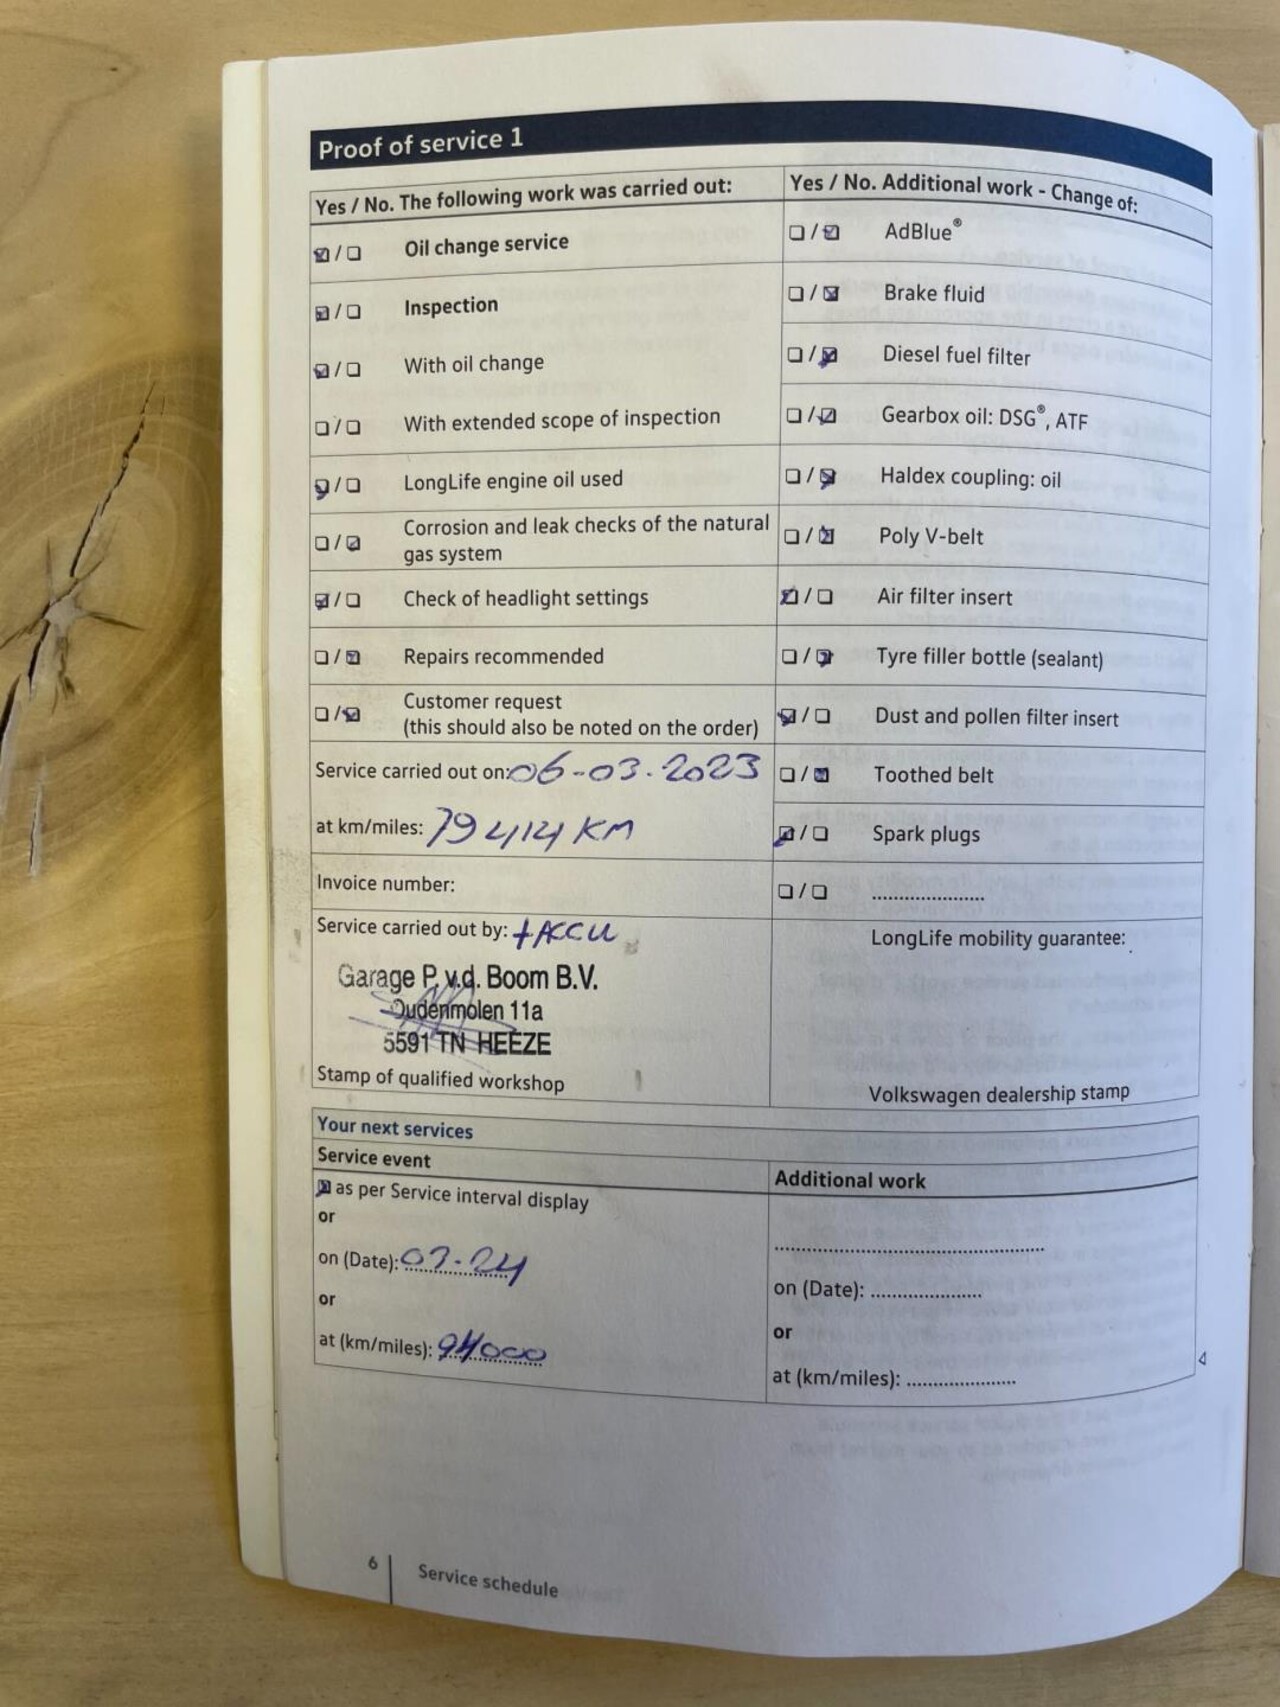 Proof of service 1
Yes / No. The following work was carried out:
☑ / ☐ Oil change service
☑ / ☐ Inspection
☑ / ☐ With oil change
☐ / ☐ With extended scope of inspection
☑ / ☐ LongLife engine oil used
☐ / ☑ Corrosion and leak checks of the natural
gas system
☑ / ☐ Check of headlight settings
☐ / ☑ Repairs recommended
☐ / ☑ Customer request
(this should also be noted on the order)
Service carried out on: 06-03-2023
at km/miles: 79414 KM
Invoice number:
Service carried out by: + ACCU
Garage P. v.d. Boom B.V.
Oudenmolen 11a
5591 TN HEEZE
Stamp of qualified workshop
Yes / No. Additional work - Change of:
☐ / ☑ AdBlue®
☐ / ☑ Brake fluid
☐ / ☑ Diesel fuel filter
☐ / ☑ Gearbox oil: DSG®, ATF
☐ / ☑ Haldex coupling: oil
☐ / ☑ Poly V-belt
☑ / ☐ Air filter insert
☐ / ☑ Tyre filler bottle (sealant)
☑ / ☐ Dust and pollen filter insert
☐ / ☑ Toothed belt
☑ / ☐ Spark plugs
☐ / ☐ ......................
LongLife mobility guarantee:
Volkswagen dealership stamp
Your next services
Service event
☑ as per Service interval display
or
on (Date): 03-24
or
at (km/miles): 94000
Additional work
..................................................
on (Date): .....................
or
at (km/miles): .....................
6 Service schedule